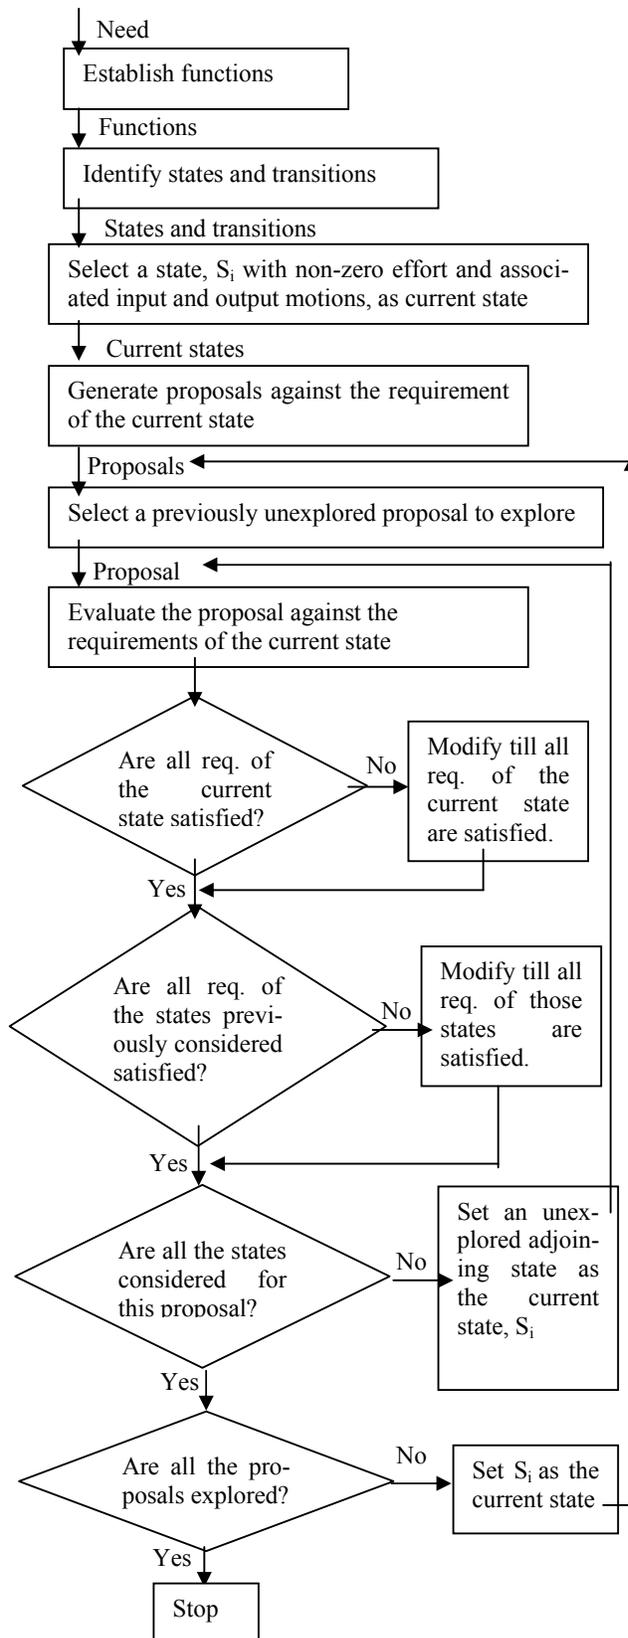 Need
Establish functions
Functions
Identify states and transitions
States and transitions
Select a state, Si with non-zero effort and associ-
ated input and output motions, as current state
Current states
Generate proposals against the requirement
of the current state
Proposals
Select a previously unexplored proposal to explore
Proposal
Evaluate the proposal against the
requirements of the current state
Are all req. of
the current
state satisfied?
No
Modify till all
req. of the
current state
are satisfied.
Yes
Are all req. of
the states previ-
ously considered
satisfied?
No
Modify till all
req. of those
states are
satisfied.
Yes
Are all the states
considered for
this proposal?
No
Set an unex-
plored adjoin-
ing state as
the current
state, Si
Yes
Are all the pro-
posals explored?
No
Set Si as the
current state
Yes
Stop